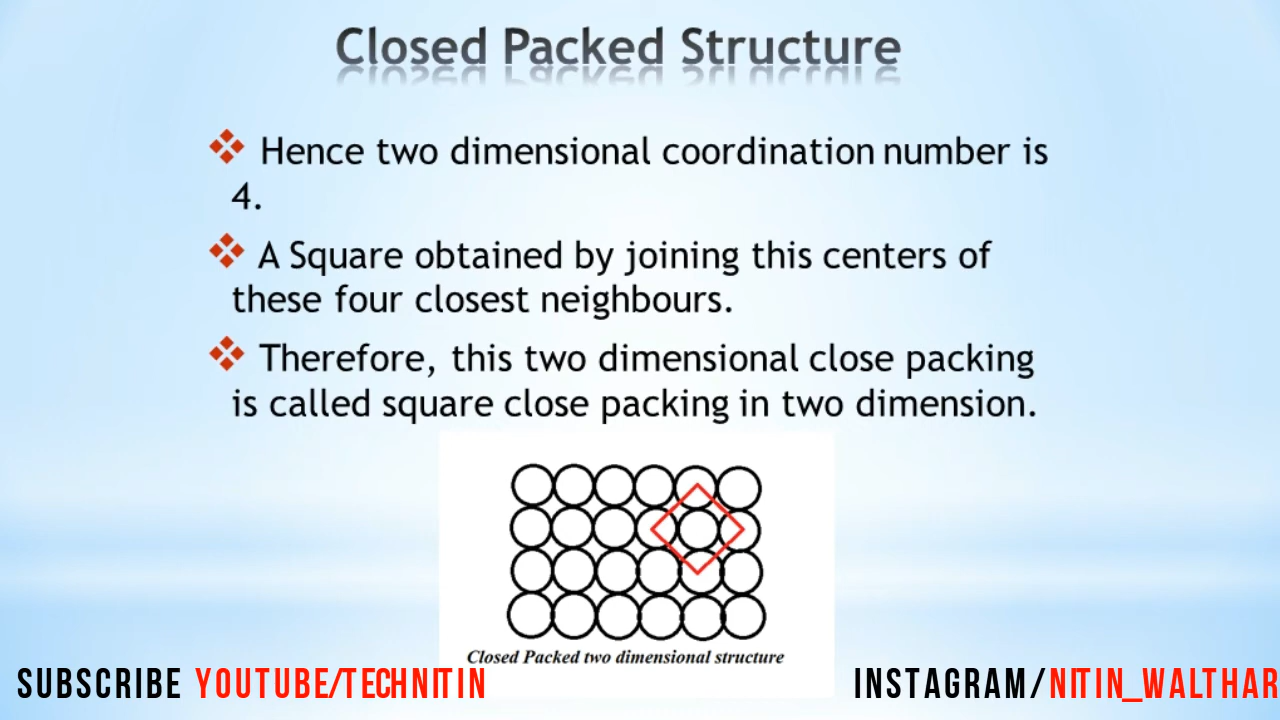 Closed Packed Structure
Hence two dimensional coordination number is
4.
A Square obtained by joining this centers of
these four closest neighbours.
Therefore, this two dimensional close packing
is called square close packing in two dimension.
Closed Packed two dimensional structure
SUBSCRIBE YOUTUBE/TECHNITIN
INSTAGRAM/NITIN_WALTHAR